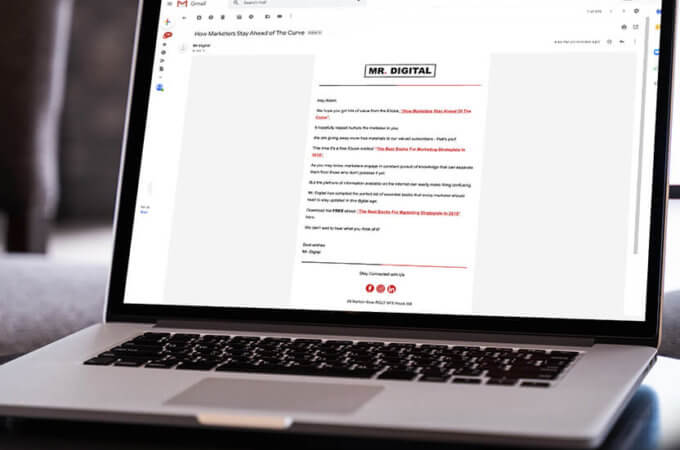 Gmail
Search mail
How Marketers Stay Ahead of The Curve
Mr Digital
MR. DIGITAL
Hey Adam,
We hope you got lots of value from the Ebook, "How Marketers Stay Ahead Of The
Curve".
It hopefully helped nurture the marketer in you.
We are giving away more free materials to our valued subscribers - that's you!!
This time it's a free Ebook entitled "The Best Books For Marketing Strategists In
2019".
As you may know, marketers engage in constant pursuit of knowledge that can separate
them from those who don't possess it yet.
But the plethora of information available on the internet can easily make thing confusing.
Mr. Digital has compiled the perfect list of essential books that every marketer should
read to stay updated in this digital age.
Download the FREE ebook "The Best Books For Marketing Strategists In 2019"
here.
We can't wait to hear what you think of it!
Good wishes
Mr. Digital
Stay Connected with Us